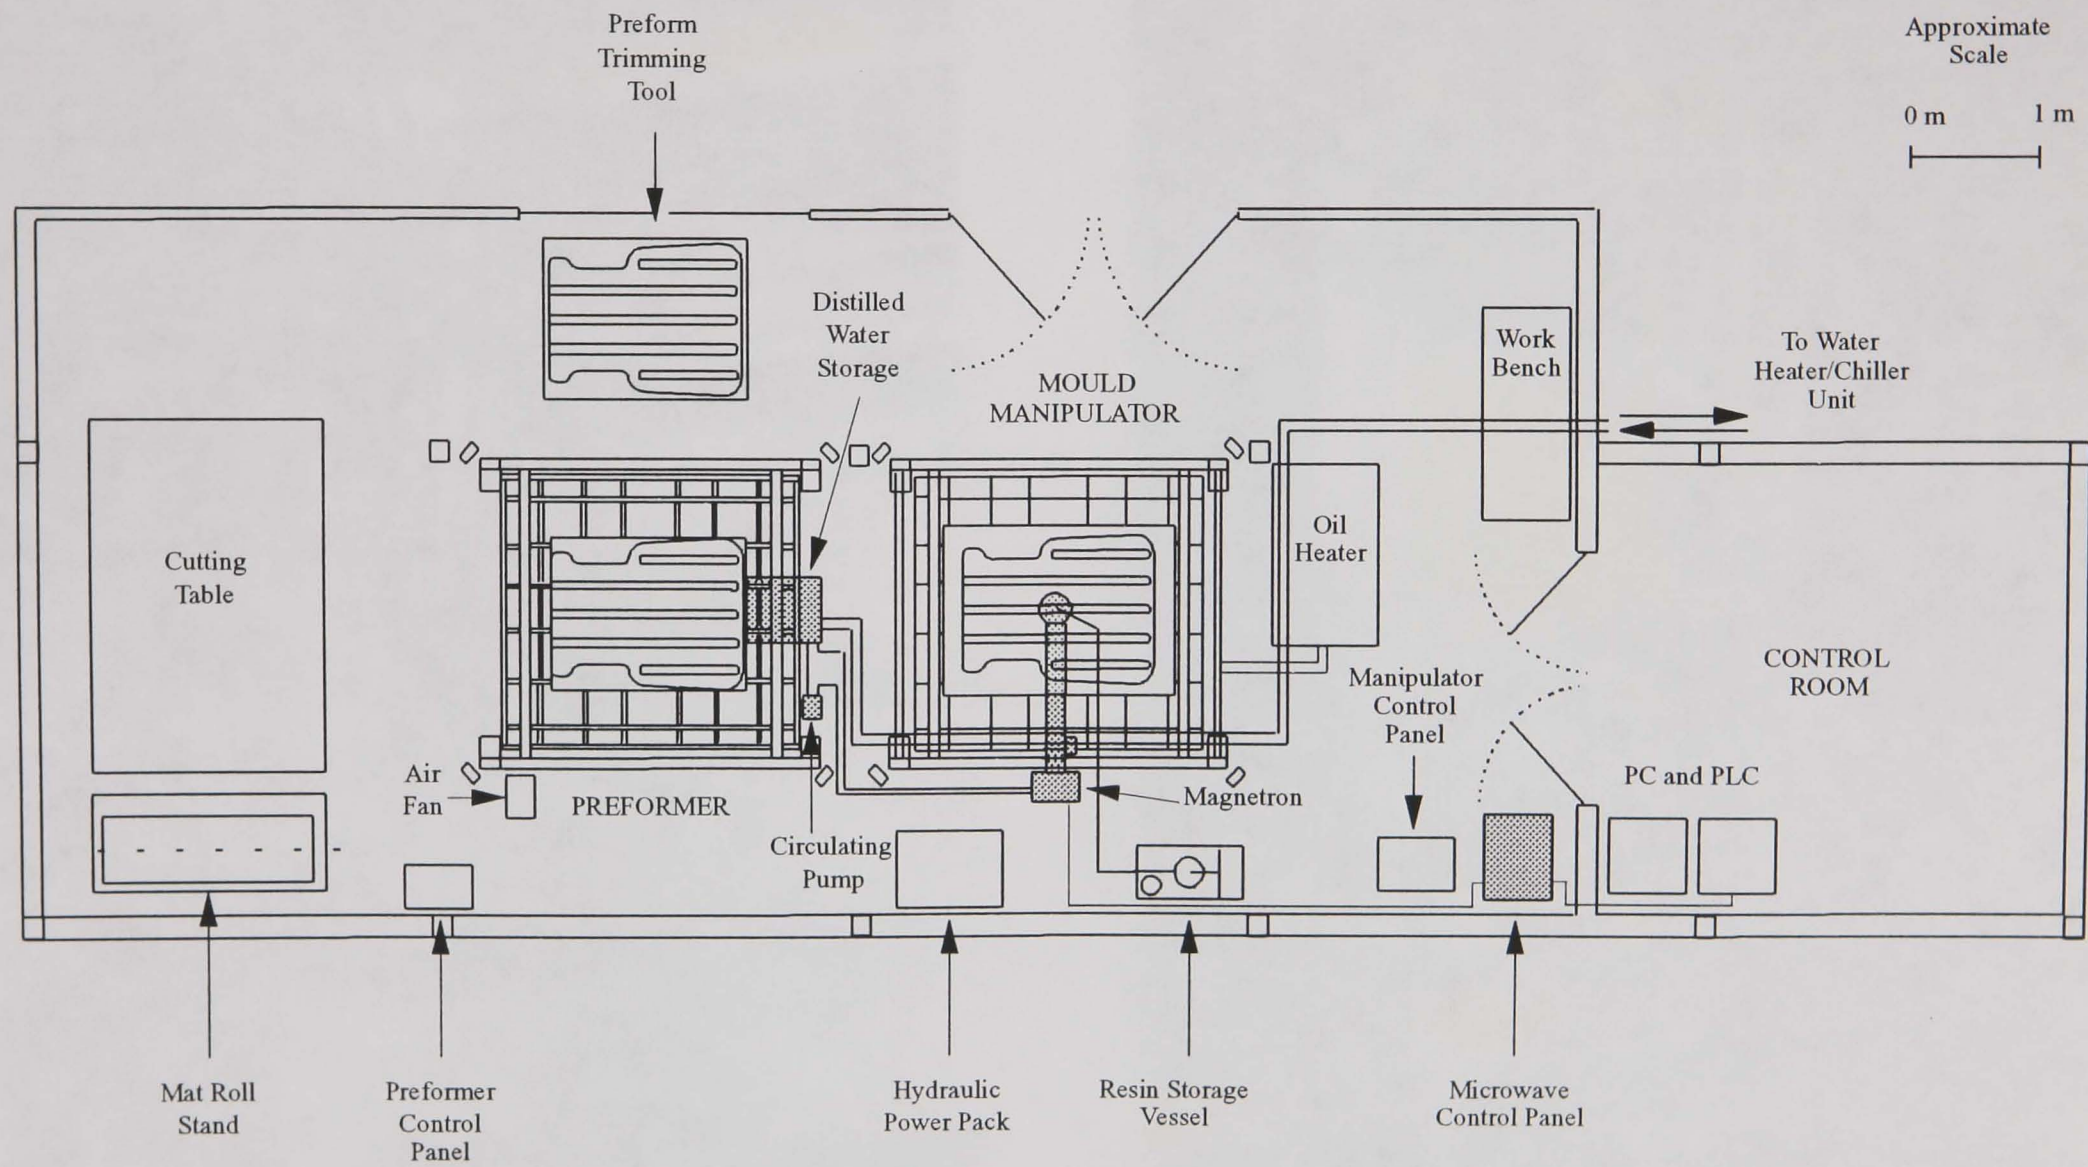 Preform
Trimming
Tool
Approximate
Scale
0 m
1 m
Distilled
Water
Storage
MOULD
MANIPULATOR
Work
Bench
To Water
Heater/Chiller
Unit
Cutting
Table
Oil
Heater
Manipulator
Control
Panel
CONTROL
ROOM
PC and PLC
Air
Fan
PREFORMER
Magnetron
Circulating
Pump
Mat Roll
Stand
Preformer
Control
Panel
Hydraulic
Power Pack
Resin Storage
Vessel
Microwave
Control Panel